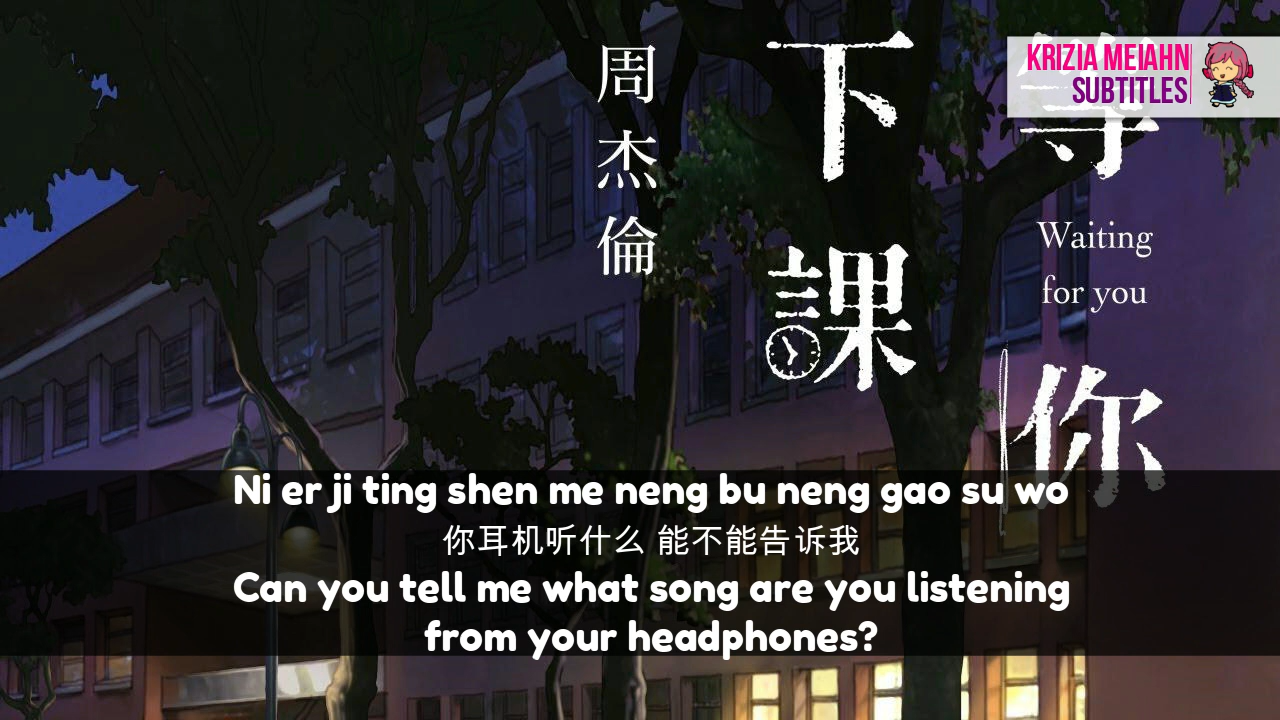 等下課
你
Waiting
for you
周杰倫
KRIZIA MEIAHN
SUBTITLES
Ni er ji ting shen me neng bu neng gao su wo
你耳机听什么 能不能告诉我
Can you tell me what song are you listening
from your headphones?